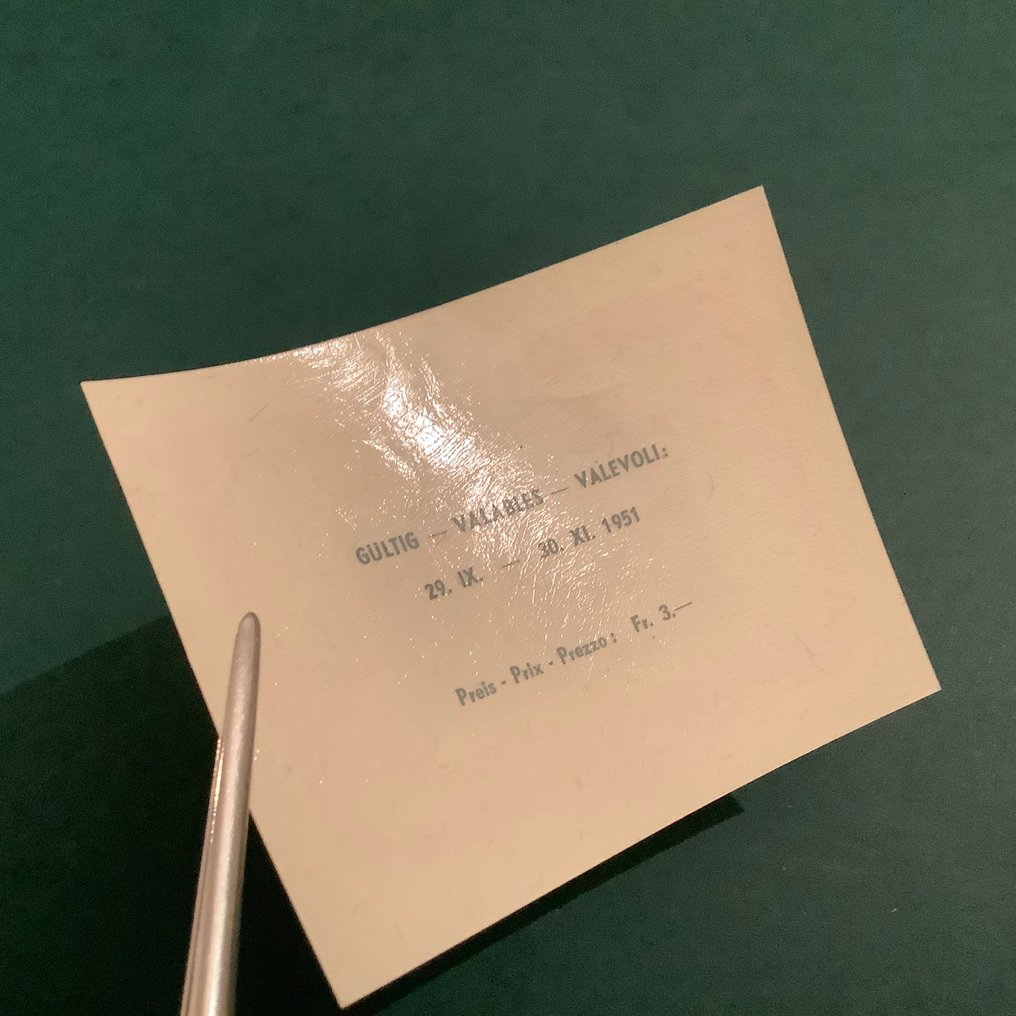 GÜLTIG — VALABLES — VALEVOLI:
29. IX. — 30. XI. 1951
Preis - Prix - Prezzo: Fr. 3.—